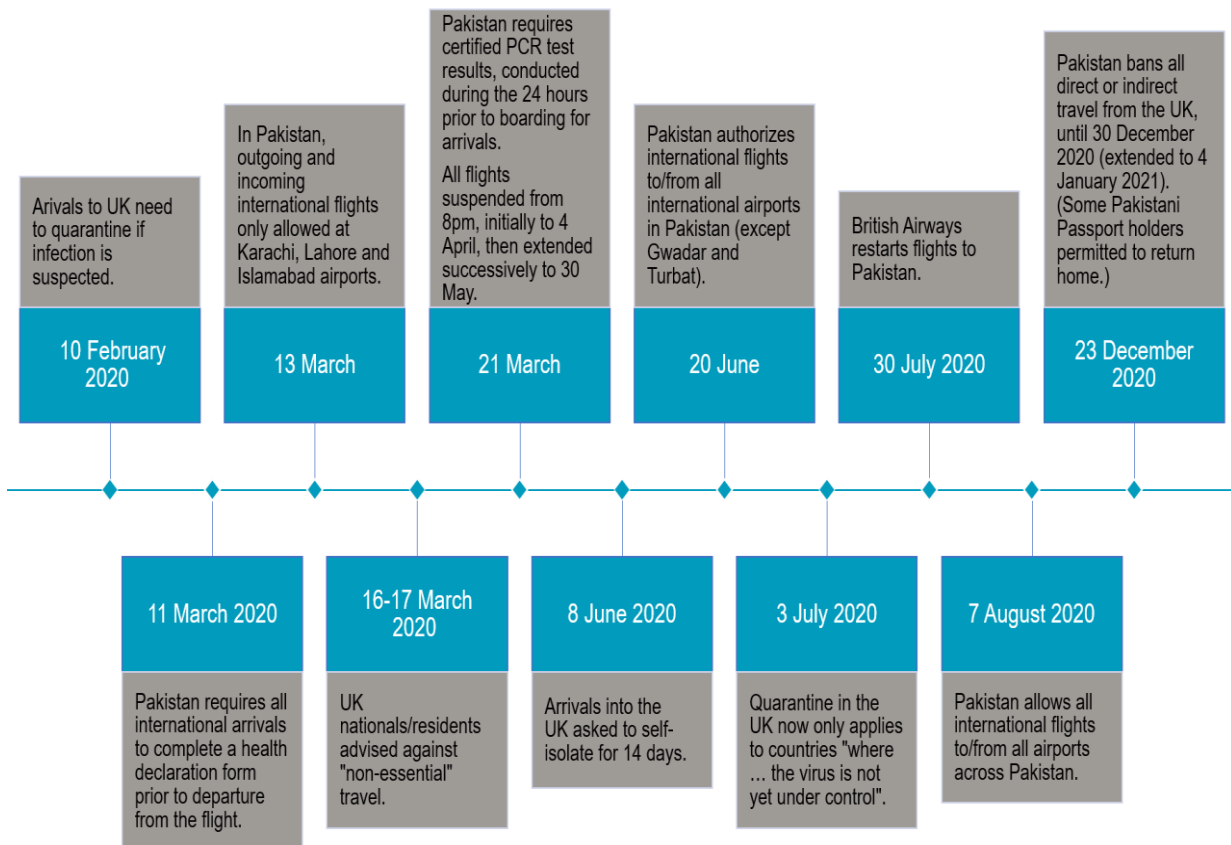 Arivals to UK need
to quarantine if
infection is
suspected.
10 February
2020
In Pakistan,
outgoing and
incoming
international flights
only allowed at
Karachi, Lahore and
Islamabad airports.
13 March
Pakistan requires
certified PCR test
results, conducted
during the 24 hours
prior to boarding for
arrivals.
All flights
suspended from
8pm, initially to 4
April, then extended
successively to 30
May.
21 March
Pakistan authorizes
international flights
to/from all
international airports
in Pakistan (except
Gwadar and
Turbat).
20 June
British Airways
restarts flights to
Pakistan.
30 July 2020
Pakistan bans all
direct or indirect
travel from the UK,
until 30 December
2020 (extended to 4
January 2021).
(Some Pakistani
Passport holders
permitted to return
home.)
23 December
2020
11 March 2020
Pakistan requires all
international arrivals
to complete a health
declaration form
prior to departure
from the flight.
16-17 March
2020
UK
nationals/residents
advised against
"non-essential"
travel.
8 June 2020
Arrivals into the
UK asked to self-
isolate for 14 days.
3 July 2020
Quarantine in the
UK now only applies
to countries "where
… the virus is not
yet under control".
7 August 2020
Pakistan allows all
international flights
to/from all airports
across Pakistan.